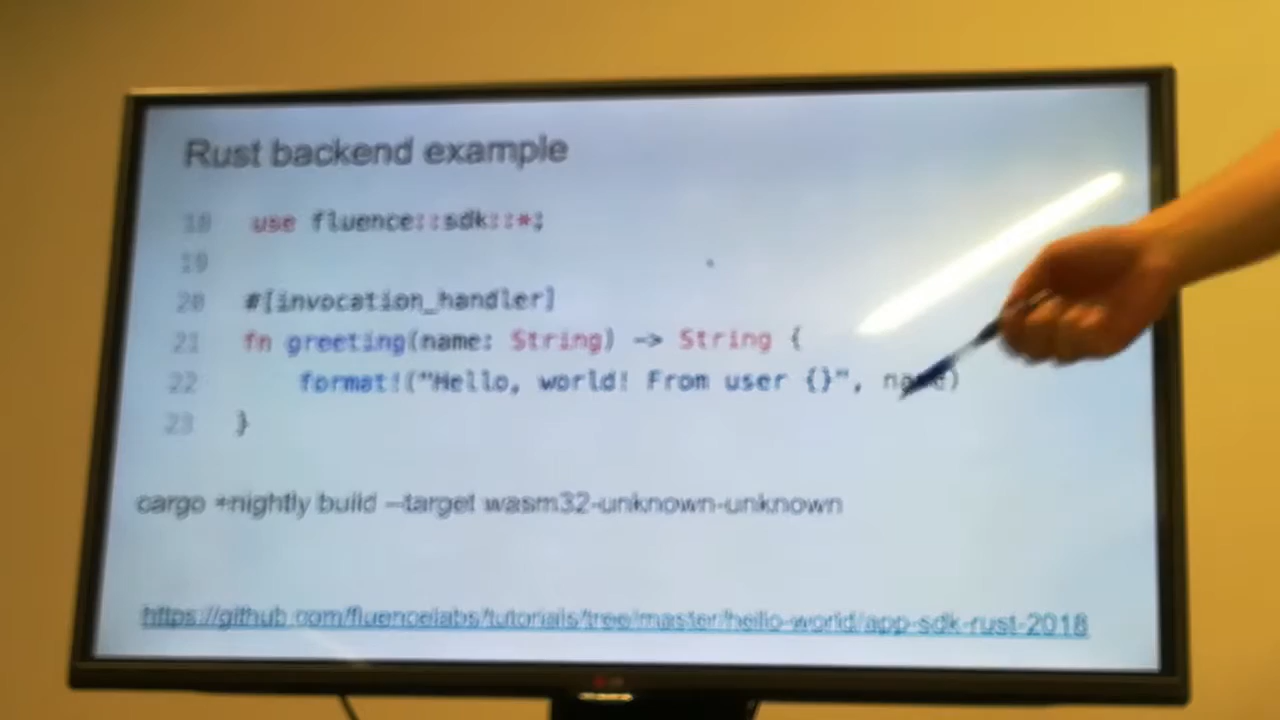 Rust backend example
18 use fluence::sdk::*;
19
20 #[invocation_handler]
21 fn greeting(name: String) -> String {
22 format!("Hello, world! From user {}", name)
23 }
cargo +nightly build --target wasm32-unknown-unknown
https://github.com/fluencelabs/tutorials/tree/master/hello-world/app-sdk-rust-2018
LG